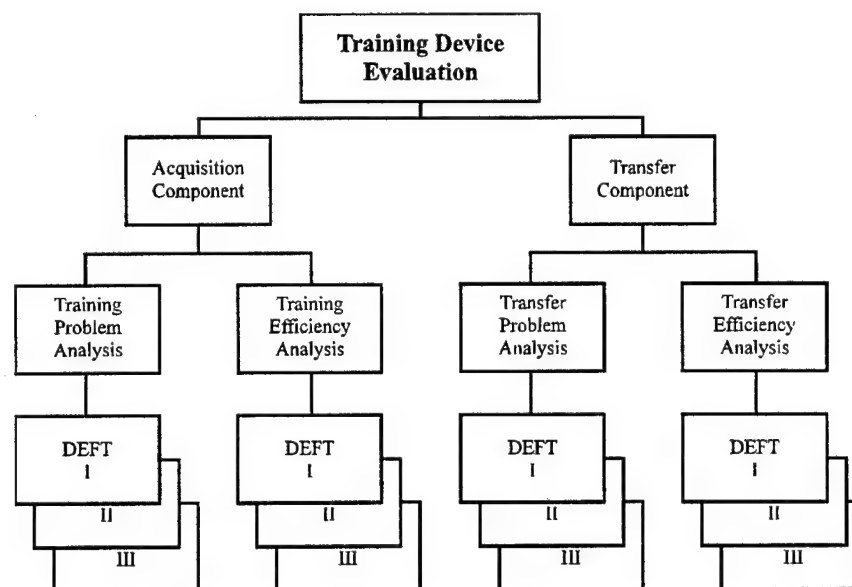 Training Device
Evaluation
Acquisition
Component
Transfer
Component
Training
Problem
Analysis
Training
Efficiency
Analysis
Transfer
Problem
Analysis
Transfer
Efficiency
Analysis
DEFT
I
II
III
DEFT
I
II
III
DEFT
I
II
III
DEFT
I
II
III